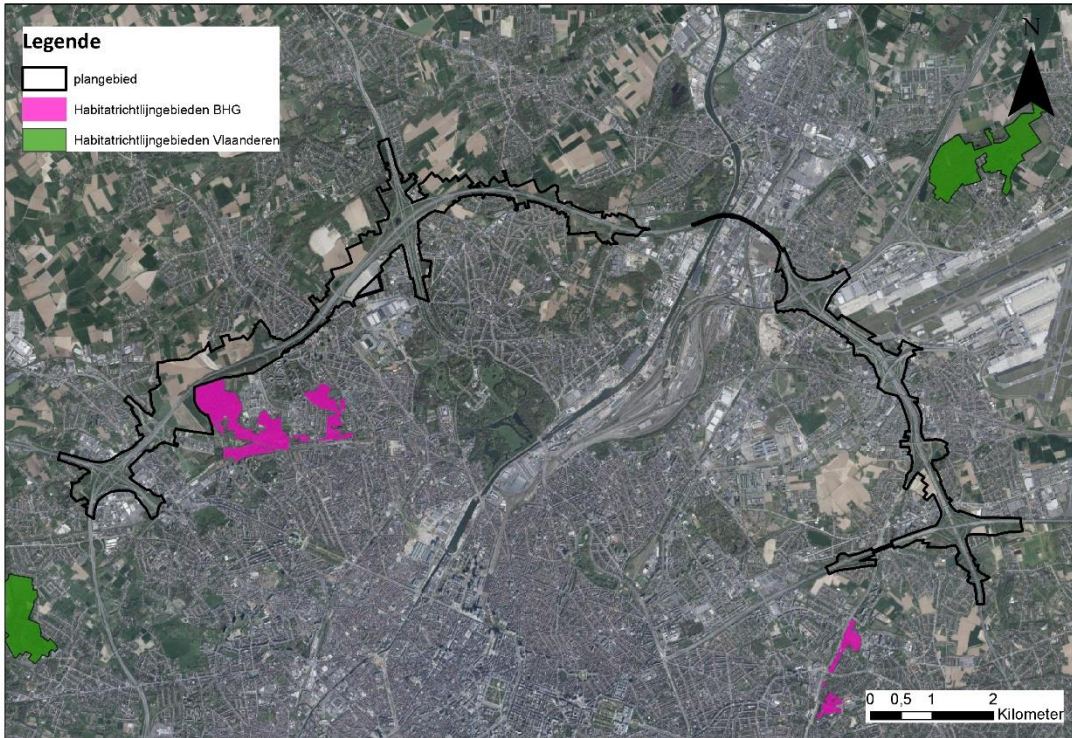 Legende
plangebied
Habitatrichtlijngebieden BHG
Habitatrichtlijngebieden Vlaanderen
N
0 0,5 1 2
Kilometer